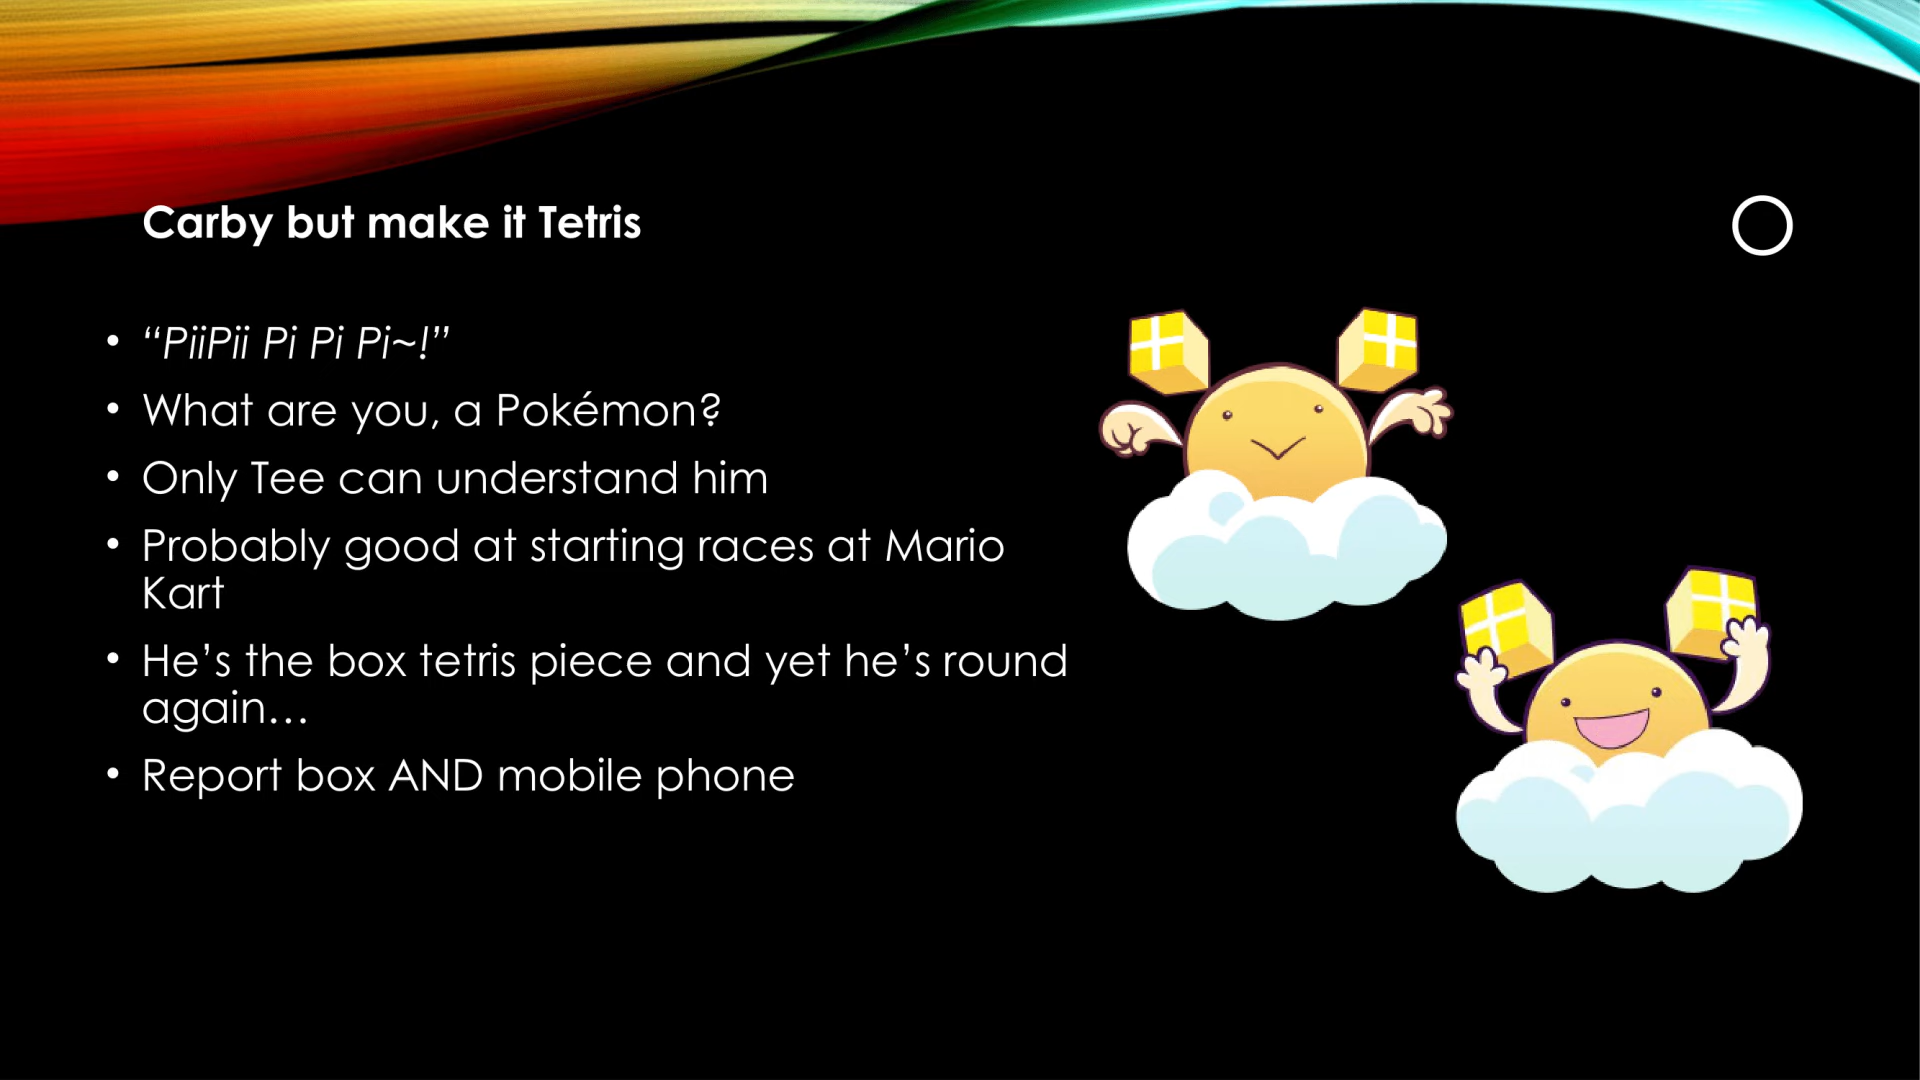 Carby but make it Tetris
• “PiiPii Pi Pi Pi~!”
• What are you, a Pokémon?
• Only Tee can understand him
• Probably good at starting races at Mario
Kart
• He’s the box tetris piece and yet he’s round
again…
• Report box AND mobile phone